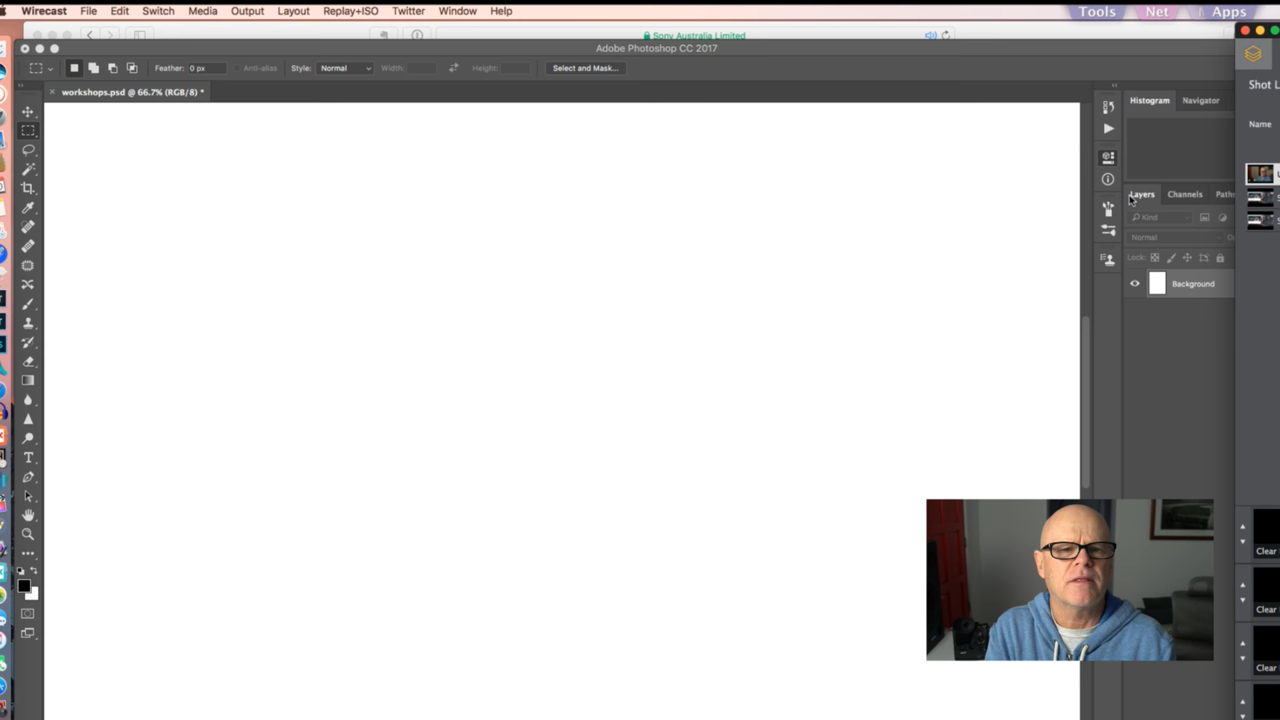 Wirecast File Edit Switch Media Output Layout Replay+ISO Twitter Window Help Tools Net Apps
Sony Australia Limited
Adobe Photoshop CC 2017
Feather: 0 px Anti-alias Style: Normal Width: Height: Select and Mask...
Shot L
workshops.psd @ 66.7% (RGB/8) *
Histogram Navigator
Name
Layers Channels Paths
Kind
Normal
Lock:
Background
T
Clear
Clear
Clear